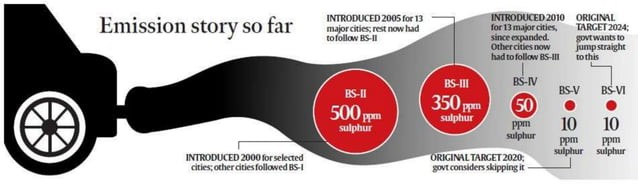 Emission story so far
INTRODUCED 2005 for 13
major cities; rest now had
to follow BS-II
INTRODUCED 2010
for 13 major cities,
since expanded.
Other cities now
had to follow BS-III
ORIGINAL
TARGET 2024;
govt wants to
jump straight
to this
BS-II
500 ppm
sulphur
BS-III
350 ppm
sulphur
BS-IV
50
ppm
sulphur
BS-V
10
ppm
sulphur
BS-VI
10
ppm
sulphur
INTRODUCED 2000 for selected
cities; other cities followed BS-I
ORIGINAL TARGET 2020;
govt considers skipping it